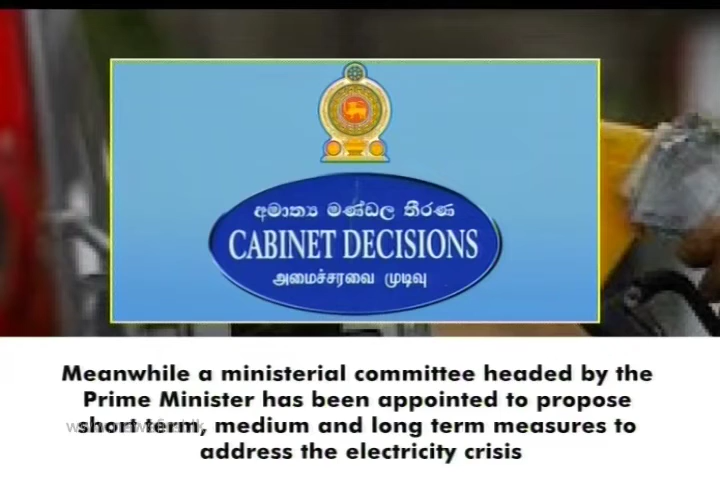 අමාත්‍ය මණ්ඩල තීරණ
CABINET DECISIONS
அமைச்சரவை முடிவு
Meanwhile a ministerial committee headed by the
Prime Minister has been appointed to propose
short term, medium and long term measures to
address the electricity crisis